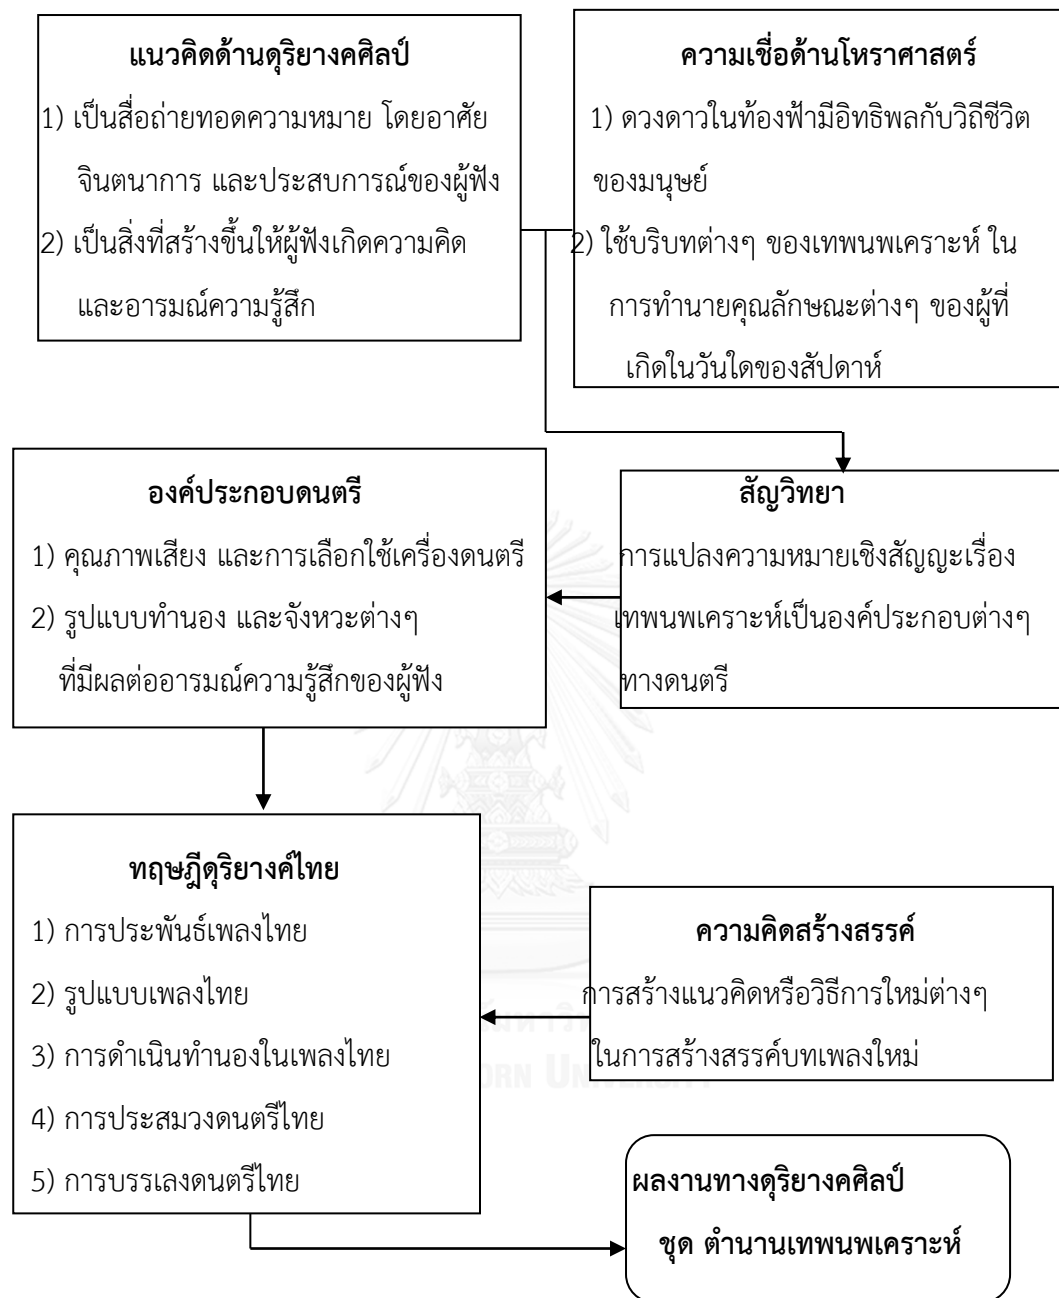 แนวคิดด้านดุริยางคศิลป์
1) เป็นสื่อถ่ายทอดความหมาย โดยอาศัย
จินตนาการ และประสบการณ์ของผู้ฟัง
2) เป็นสิ่งที่สร้างขึ้นให้ผู้ฟังเกิดความคิด
และอารมณ์ความรู้สึก
ความเชื่อด้านโหราศาสตร์
1) ดวงดาวในท้องฟ้ามีอิทธิพลกับวิถีชีวิต
ของมนุษย์
2) ใช้บริบทต่างๆ ของเทพนพเคราะห์ ใน
การทำนายคุณลักษณะต่างๆ ของผู้ที่
เกิดในวันใดของสัปดาห์
องค์ประกอบดนตรี
1) คุณภาพเสียง และการเลือกใช้เครื่องดนตรี
2) รูปแบบทำนอง และจังหวะต่างๆ
ที่มีผลต่ออารมณ์ความรู้สึกของผู้ฟัง
สัญวิทยา
การแปลงความหมายเชิงสัญญะเรื่อง
เทพนพเคราะห์เป็นองค์ประกอบต่างๆ
ทางดนตรี
ทฤษฎีดุริยางค์ไทย
1) การประพันธ์เพลงไทย
2) รูปแบบเพลงไทย
3) การดำเนินทำนองในเพลงไทย
4) การประสมวงดนตรีไทย
5) การบรรเลงดนตรีไทย
ความคิดสร้างสรรค์
การสร้างแนวคิดหรือวิธีการใหม่ต่างๆ
ในการสร้างสรรค์บทเพลงใหม่
ผลงานทางดุริยางคศิลป์
ชุด ตำนานเทพนพเคราะห์